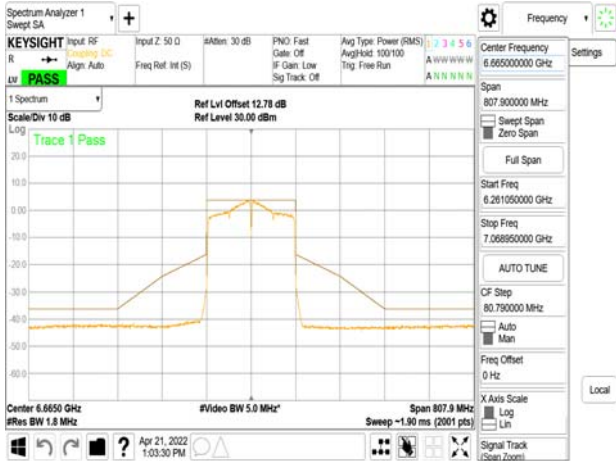 Spectrum Analyzer 1
Swept SA
KEYSIGHT
R
LU
PASS
Input: RF
Coupling: DC
Align: Auto
Input Z: 50 Ω
Freq Ref: Int (S)
#Atten: 30 dB
PNO: Fast
Gate: Off
IF Gain: Low
Sig Track: Off
Avg Type: Power (RMS)
Avg|Hold: 100/100
Trig: Free Run
1 2 3 4 5 6
A W W W W W
A N N N N N
1 Spectrum
Scale/Div 10 dB
Ref Lvl Offset 12.78 dB
Ref Level 30.00 dBm
Log
Trace 1 Pass
20.0
10.0
0.00
-10.0
-20.0
-30.0
-40.0
-50.0
-60.0
Center 6.6650 GHz
#Res BW 1.8 MHz
#Video BW 5.0 MHz*
Span 807.9 MHz
Sweep ~1.90 ms (2001 pts)
?
Apr 21, 2022
1:03:30 PM
Frequency
Settings
Center Frequency
6.665000000 GHz
Span
807.900000 MHz
Swept Span
Zero Span
Full Span
Start Freq
6.261050000 GHz
Stop Freq
7.068950000 GHz
AUTO TUNE
CF Step
80.790000 MHz
Auto
Man
Freq Offset
0 Hz
X Axis Scale
Log
Lin
Signal Track
(Span Zoom)
Local